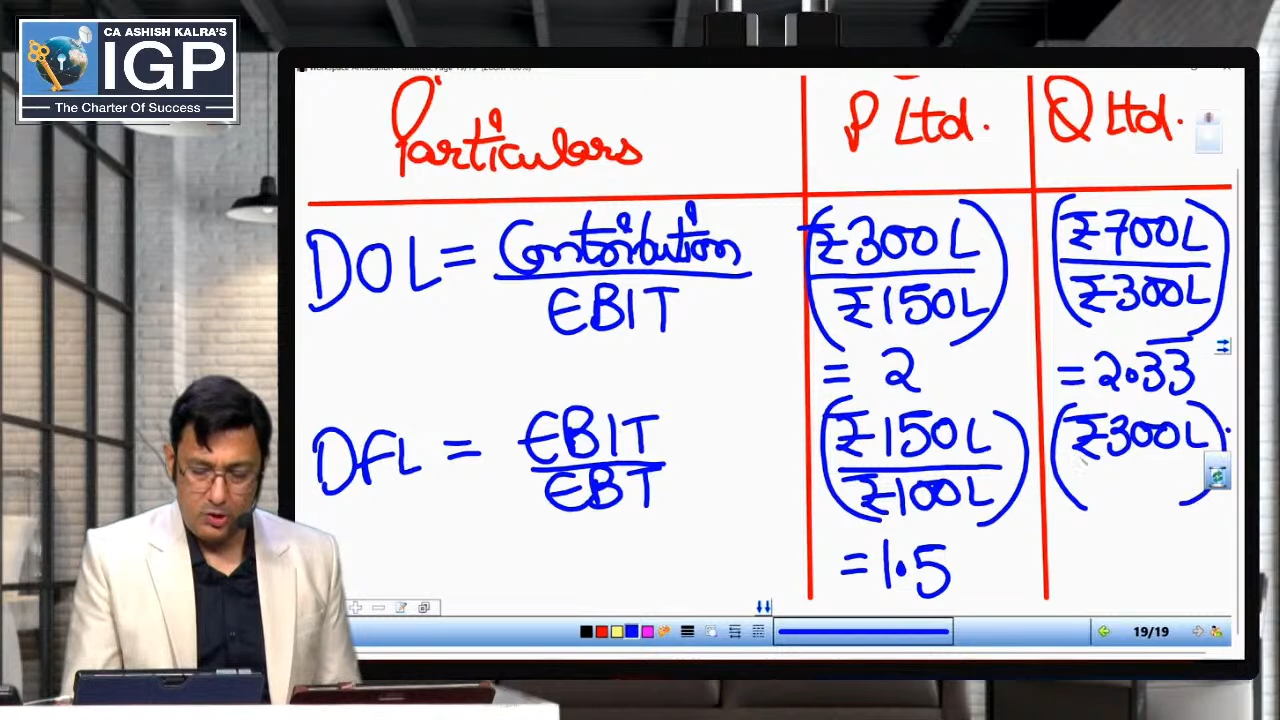 CA ASHISH KALRA'S
IGP
The Charter Of Success
Particulars
P Ltd.
Q Ltd.
DOL = Contribution
EBIT
(₹300L
₹150L)
= 2
(₹700L
₹300L)
= 2.33
DFL = EBIT
EBT
(₹150L
₹100L)
= 1.5
(₹300L
)
19/19